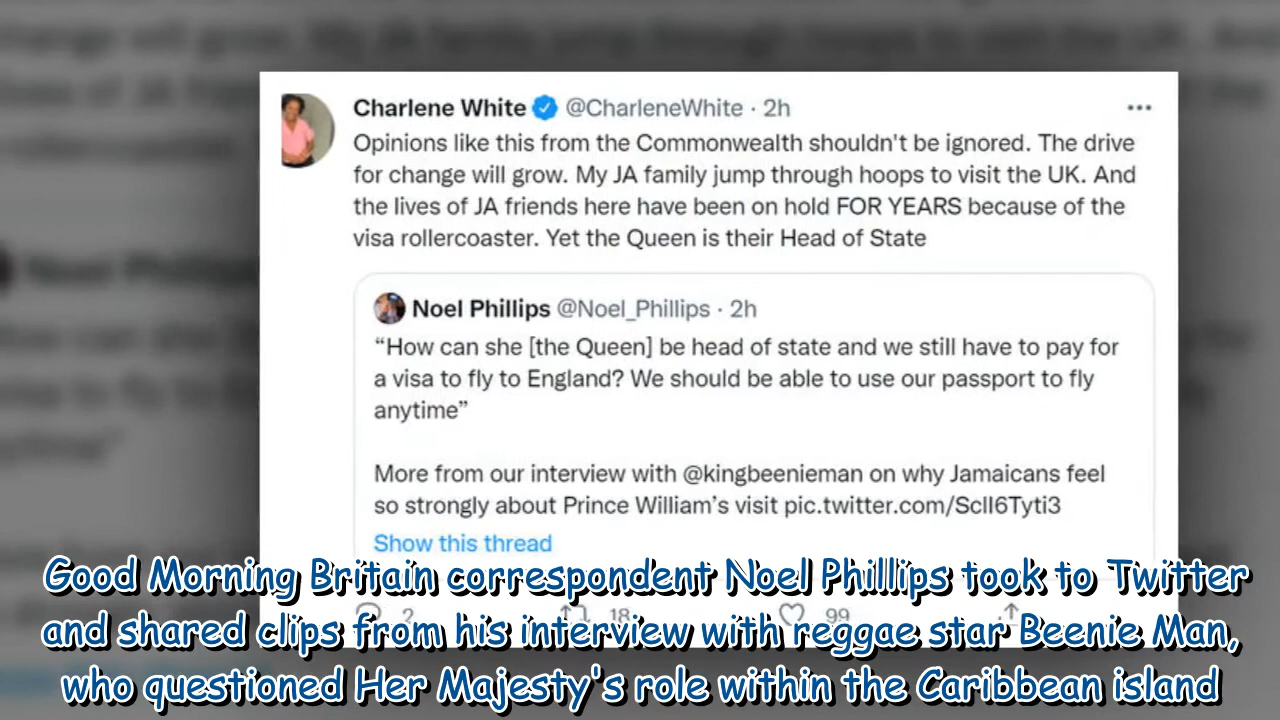 Charlene White @CharleneWhite · 2h
Opinions like this from the Commonwealth shouldn't be ignored. The drive
for change will grow. My JA family jump through hoops to visit the UK. And
the lives of JA friends here have been on hold FOR YEARS because of the
visa rollercoaster. Yet the Queen is their Head of State
Noel Phillips @Noel_Phillips · 2h
“How can she [the Queen] be head of state and we still have to pay for
a visa to fly to England? We should be able to use our passport to fly
anytime”
More from our interview with @kingbeenieman on why Jamaicans feel
so strongly about Prince William’s visit pic.twitter.com/ScII6Tyti3
Show this thread
2 18 99
Good Morning Britain correspondent Noel Phillips took to Twitter
and shared clips from his interview with reggae star Beenie Man,
who questioned Her Majesty's role within the Caribbean island